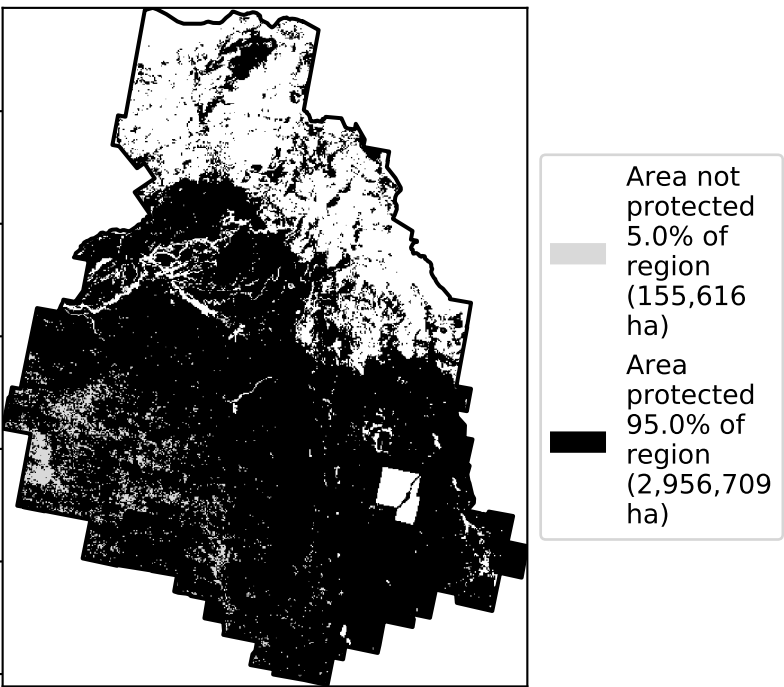 Area not
protected
5.0% of
region
(155,616
ha)
Area
protected
95.0% of
region
(2,956,709
ha)